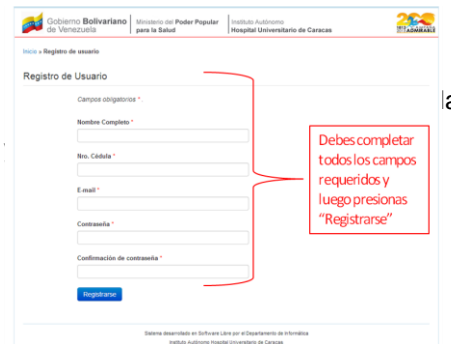 Gobierno Bolivariano
de Venezuela
Ministerio del Poder Popular
para la Salud
Instituto Autónomo
Hospital Universitario de Caracas
200
ADMIRABLE
Inicio » Registro de usuario
Registro de Usuario
Campos obligatorios *.
la
Nombre Completo *
Nro. Cédula *
E-mail *
Contraseña *
Confirmación de contraseña *
Registrarse
Debes completar
todos los campos
requeridos y
luego presionas
"Registrarse"
Sistema desarrollado en Software Libre por el Departamento de Informática
Instituto Autónomo Hospital Universitario de Caracas